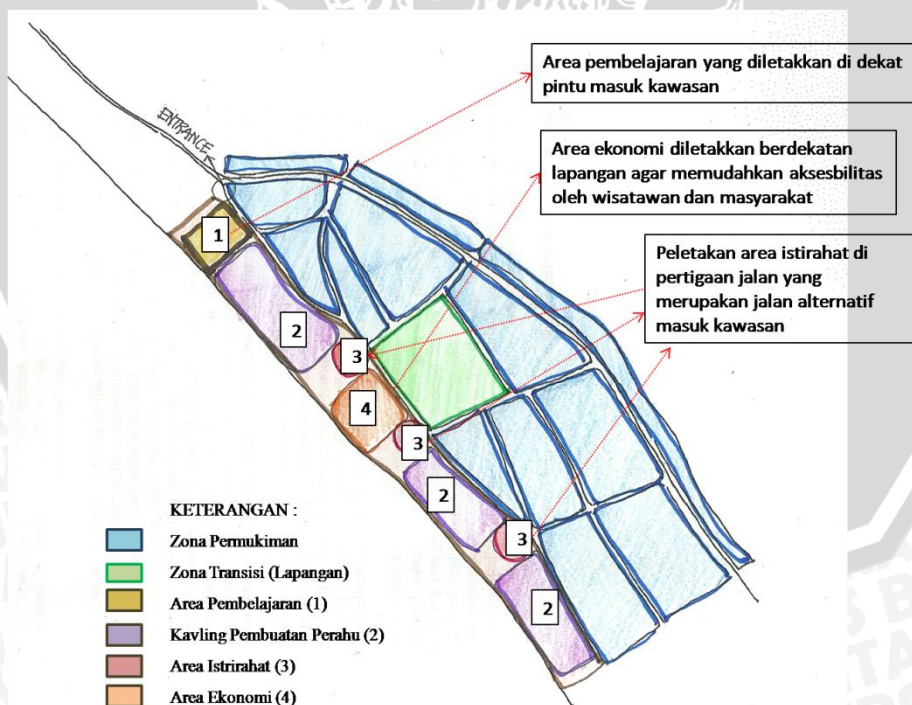 Area pembelajaran yang diletakkan di dekat
pintu masuk kawasan
ENTRANCE
Area ekonomi diletakkan berdekatan
lapangan agar memudahkan aksesbilitas
oleh wisatawan dan masyarakat
Peletakan area istirahat di
pertigaan jalan yang
merupakan jalan alternatif
masuk kawasan
1
2
3
4
3
2
3
2
KETERANGAN :
Zona Permukiman
Zona Transisi (Lapangan)
Area Pembelajaran (1)
Kavling Pembuatan Perahu (2)
Area Istrirahat (3)
Area Ekonomi (4)